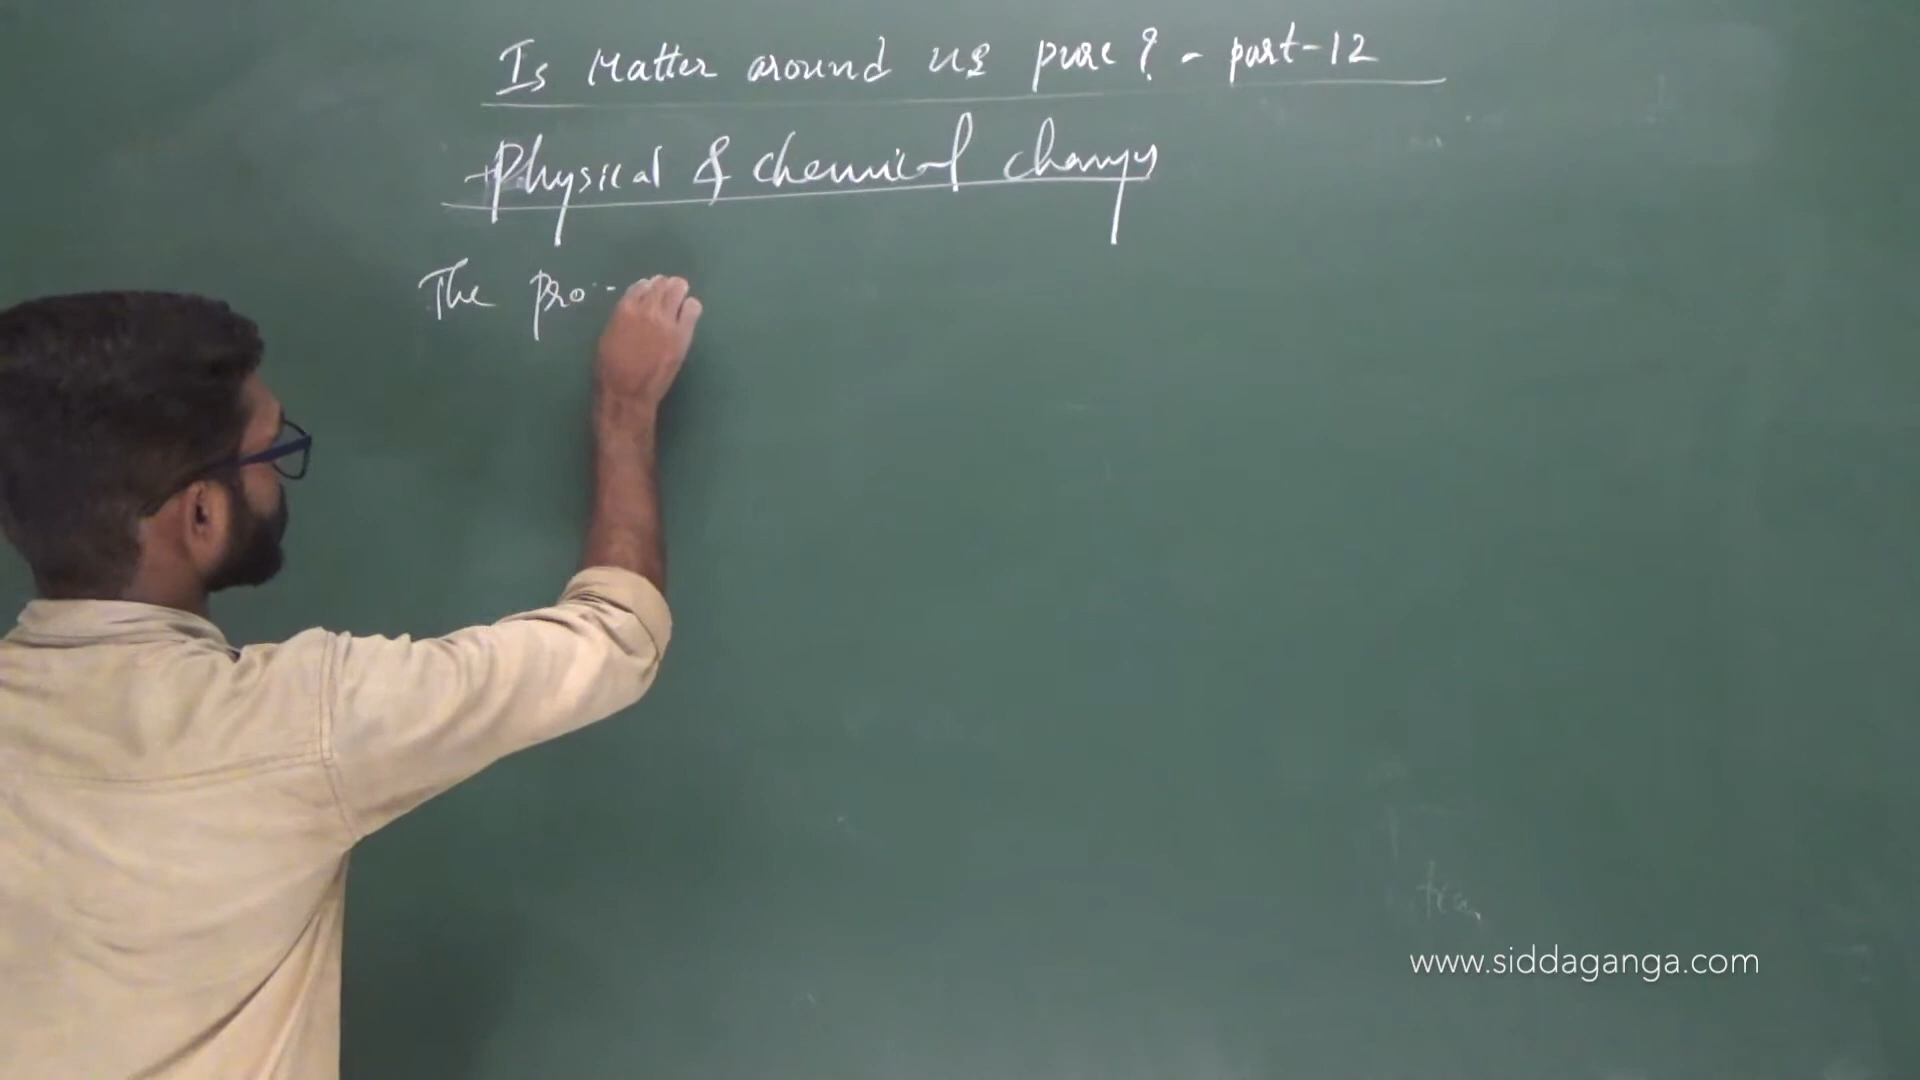 Is Matter around us pure? - part-12
Physical & chemical changes
The pro
www.siddaganga.com